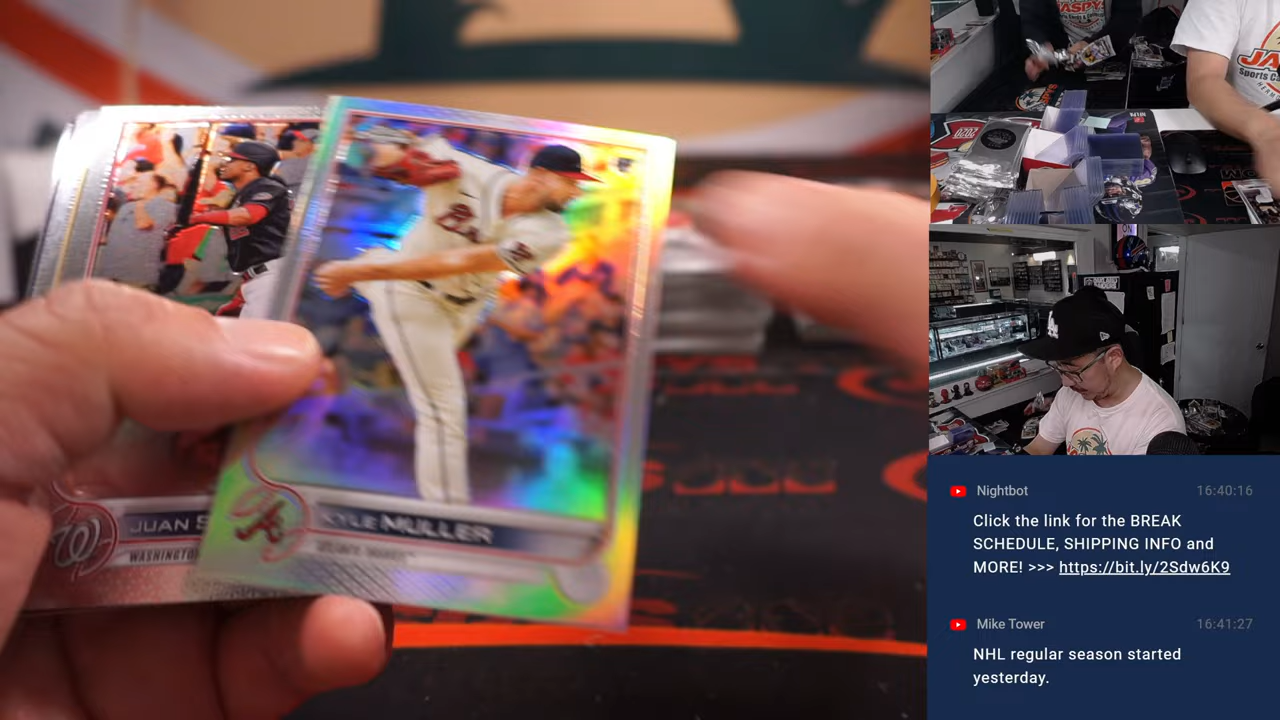 JUAN S
WASHINGTO
KYLE MULLER
Nightbot 16:40:16
Click the link for the BREAK
SCHEDULE, SHIPPING INFO and
MORE! >>> https://bit.ly/2Sdw6K9
Mike Tower 16:41:27
NHL regular season started
yesterday.